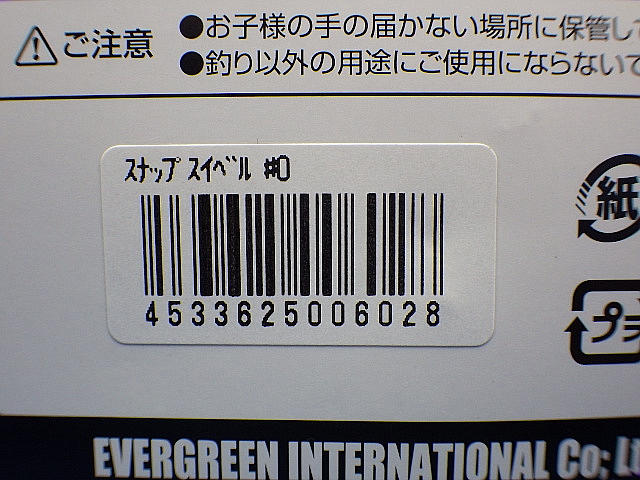 ご注意
●お子様の手の届かない場所に保管し
●釣り以外の用途にご使用にならないで
ｽﾅｯﾌﾟ ｽｲﾍﾞﾙ #0
4533625006028
紙
プラ
EVERGREEN INTERNATIONAL Co; Li